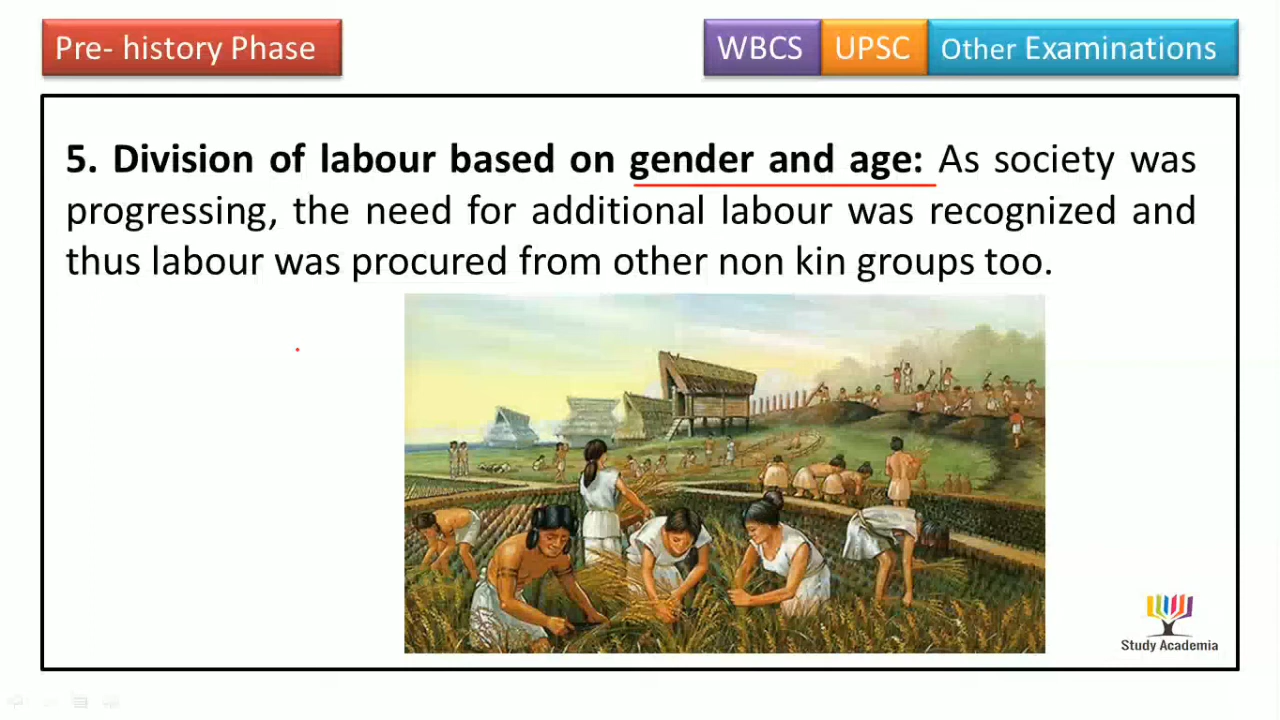 Pre- history Phase
WBCS UPSC Other Examinations
5. Division of labour based on gender and age: As society was
progressing, the need for additional labour was recognized and
thus labour was procured from other non kin groups too.
Study Academia